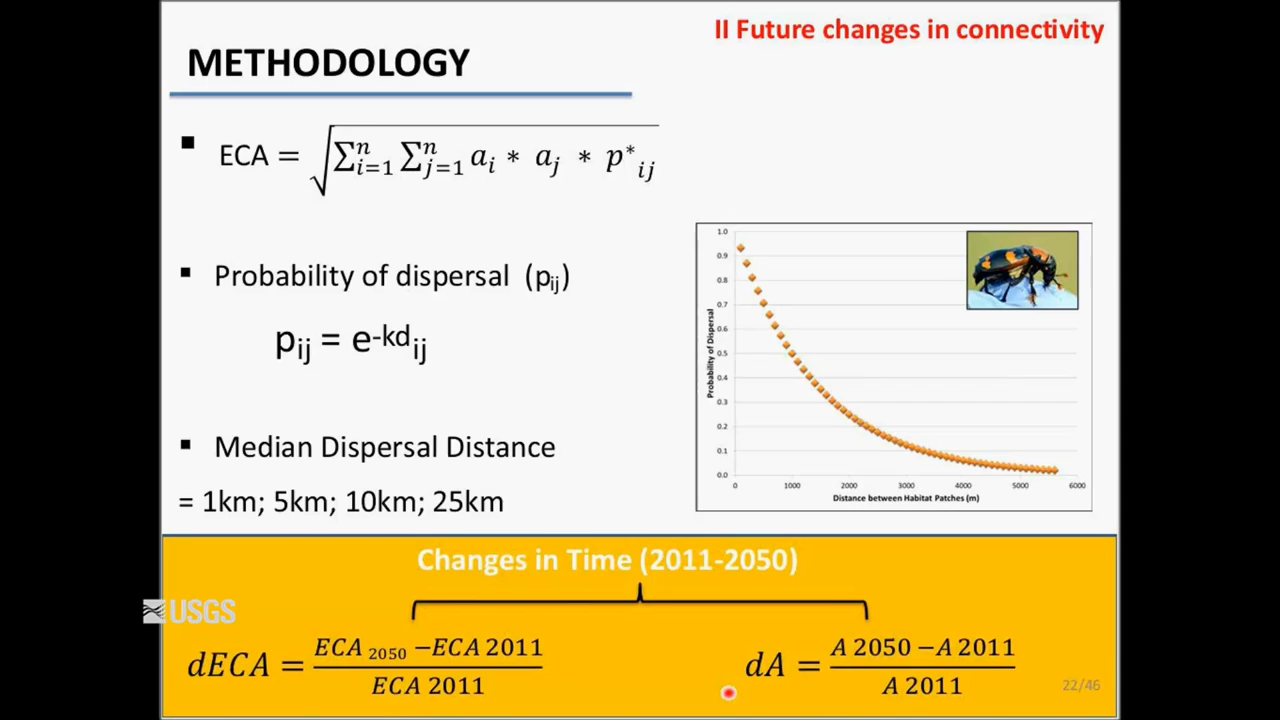 II Future changes in connectivity
METHODOLOGY
▪ ECA = √∑ⁿᵢ₌₁ ∑ⁿⱼ₌₁ aᵢ * aⱼ * p*ᵢⱼ
▪ Probability of dispersal (pᵢⱼ)
pᵢⱼ = e-kdᵢⱼ
▪ Median Dispersal Distance
= 1km; 5km; 10km; 25km
1.0
0.9
0.8
0.7
0.6
0.5
0.4
0.3
0.2
0.1
0.0
Probability of Dispersal
0 1000 2000 3000 4000 5000 6000
Distance between Habitat Patches (m)
Changes in Time (2011-2050)
USGS
dECA = ECA 2050 −ECA 2011
ECA 2011
dA = A 2050 −A 2011
A 2011
22/46